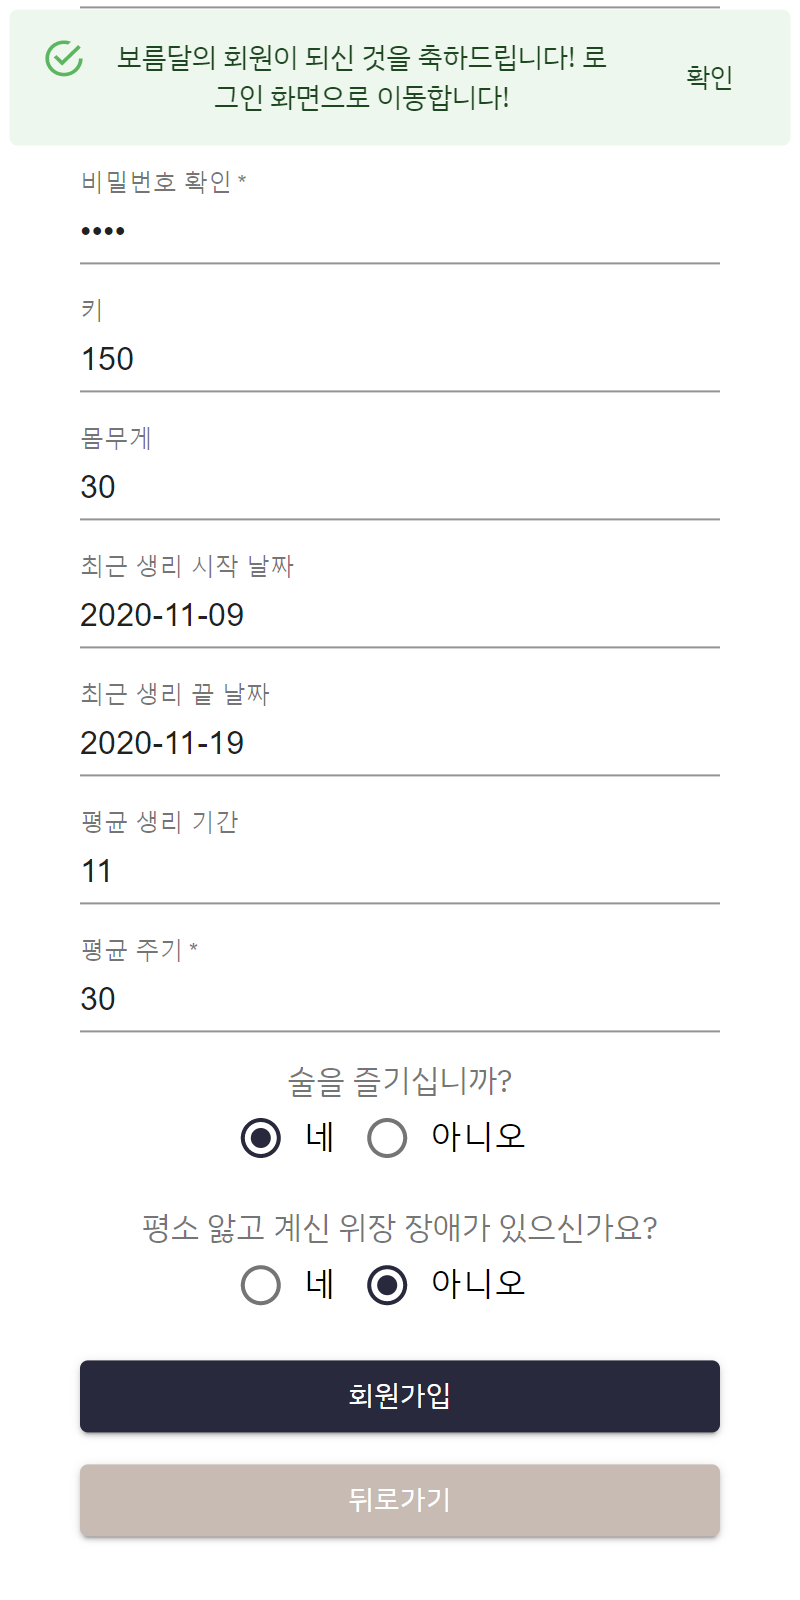 보름달의 회원이 되신 것을 축하드립니다! 로
그인 화면으로 이동합니다!
확인
비밀번호 확인 *
••••
키
150
몸무게
30
최근 생리 시작 날짜
2020-11-09
최근 생리 끝 날짜
2020-11-19
평균 생리 기간
11
평균 주기 *
30
술을 즐기십니까?
네 아니오
평소 앓고 계신 위장 장애가 있으신가요?
네 아니오
회원가입
뒤로가기